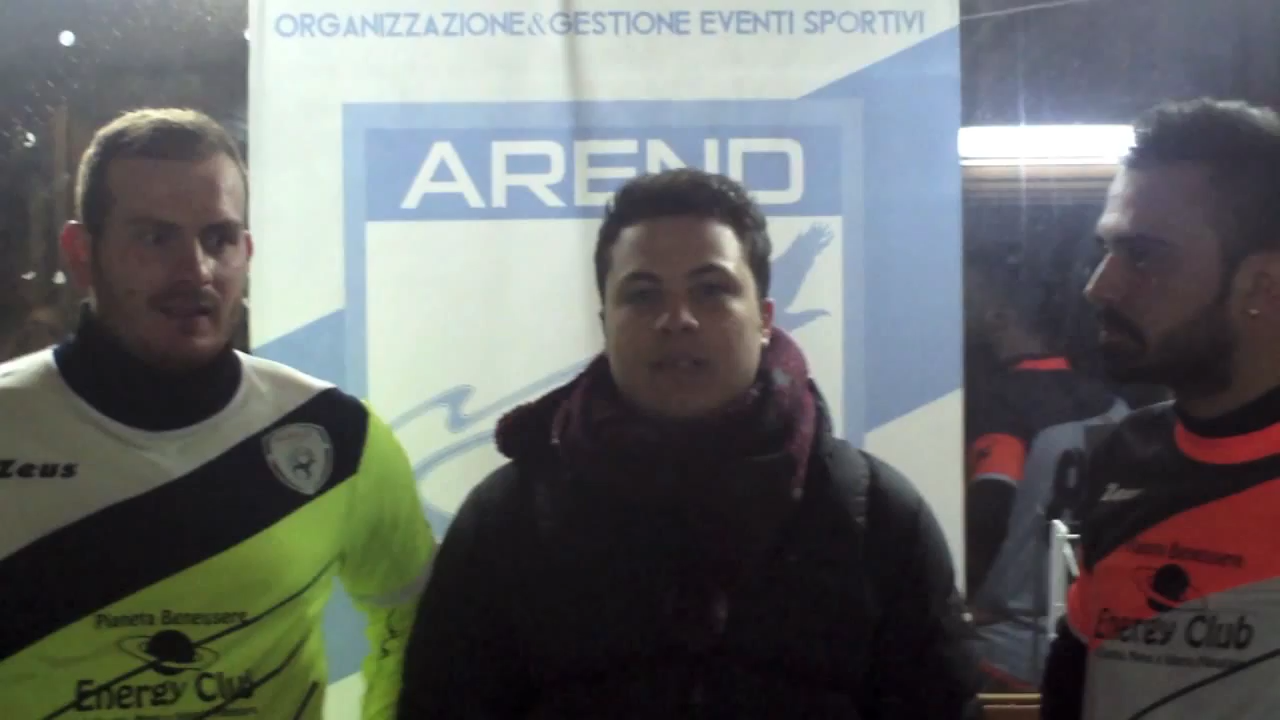 ORGANIZZAZIONE&GESTIONE EVENTI SPORTIVI
AREND
Zeus
Pianeta Benessere
Energy Club
Zeus
Pianeta Benessere
Energy Club